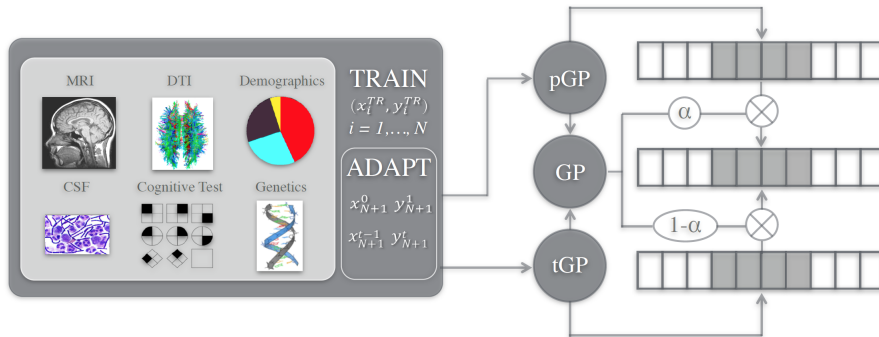 MRI DTI Demographics
CSF Cognitive Test Genetics
TRAIN
(x_i^{TR}, y_i^{TR})
i = 1,…, N
ADAPT
x_{N+1}^0 y_{N+1}^1
x_{N+1}^{t-1} y_{N+1}^t
pGP
GP
tGP
α
1-α